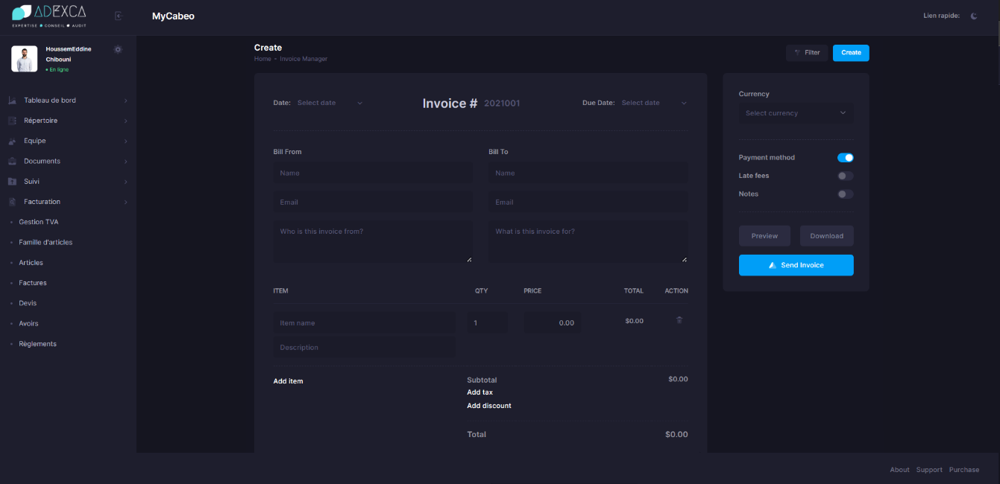 ADEXCA
EXPERTISE CONSEIL AUDIT
MyCabeo
Lien rapide:
HoussemEddine
Chibouni
En ligne
Tableau de bord
Répertoire
Equipe
Documents
Suivi
Facturation
Gestion TVA
Famille d'articles
Articles
Factures
Devis
Avoirs
Règlements
Create
Home - Invoice Manager
Filter
Create
Date: Select date
Invoice # 2021001
Due Date: Select date
Bill From
Bill To
Name
Name
Email
Email
Who is this invoice from?
What is this invoice for?
ITEM QTY PRICE TOTAL ACTION
Item name 1 0.00 $0.00
Description
Add item
Subtotal $0.00
Add tax
Add discount
Total $0.00
Currency
Select currency
Payment method
Late fees
Notes
Preview Download
Send Invoice
About Support Purchase